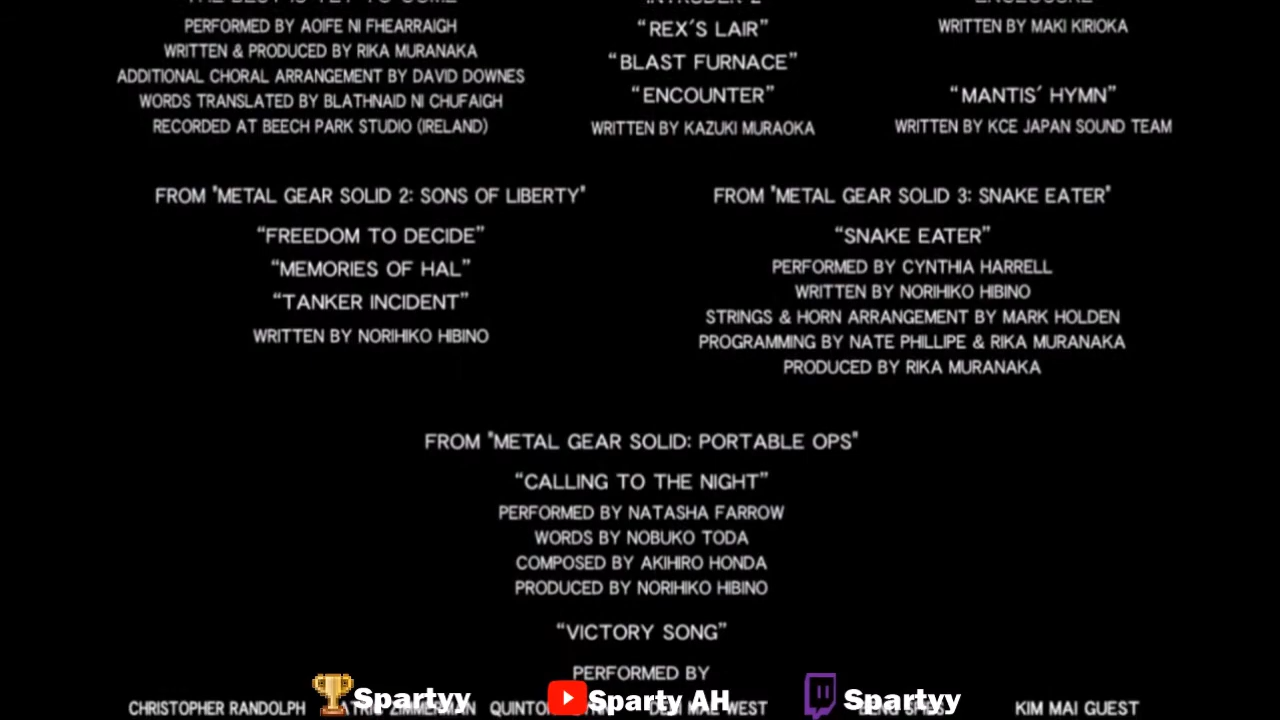 PERFORMED BY AOIFE NI FHEARRAIGH
WRITTEN & PRODUCED BY RIKA MURANAKA
ADDITIONAL CHORAL ARRANGEMENT BY DAVID DOWNES
WORDS TRANSLATED BY BLATHNAID NI CHUFAIGH
RECORDED AT BEECH PARK STUDIO (IRELAND)
“REX´S LAIR”
“BLAST FURNACE”
“ENCOUNTER”
WRITTEN BY KAZUKI MURAOKA
WRITTEN BY MAKI KIRIOKA
“MANTIS´ HYMN”
WRITTEN BY KCE JAPAN SOUND TEAM
FROM "METAL GEAR SOLID 2: SONS OF LIBERTY"
“FREEDOM TO DECIDE”
“MEMORIES OF HAL”
“TANKER INCIDENT”
WRITTEN BY NORIHIKO HIBINO
FROM "METAL GEAR SOLID 3: SNAKE EATER"
“SNAKE EATER”
PERFORMED BY CYNTHIA HARRELL
WRITTEN BY NORIHIKO HIBINO
STRINGS & HORN ARRANGEMENT BY MARK HOLDEN
PROGRAMMING BY NATE PHILLIPE & RIKA MURANAKA
PRODUCED BY RIKA MURANAKA
FROM "METAL GEAR SOLID: PORTABLE OPS"
“CALLING TO THE NIGHT”
PERFORMED BY NATASHA FARROW
WORDS BY NOBUKO TODA
COMPOSED BY AKIHIRO HONDA
PRODUCED BY NORIHIKO HIBINO
“VICTORY SONG”
PERFORMED BY
CHRISTOPHER RANDOLPH ZIMMERMAN WEST KIM MAI GUEST
Spartyy Sparty AH Spartyy